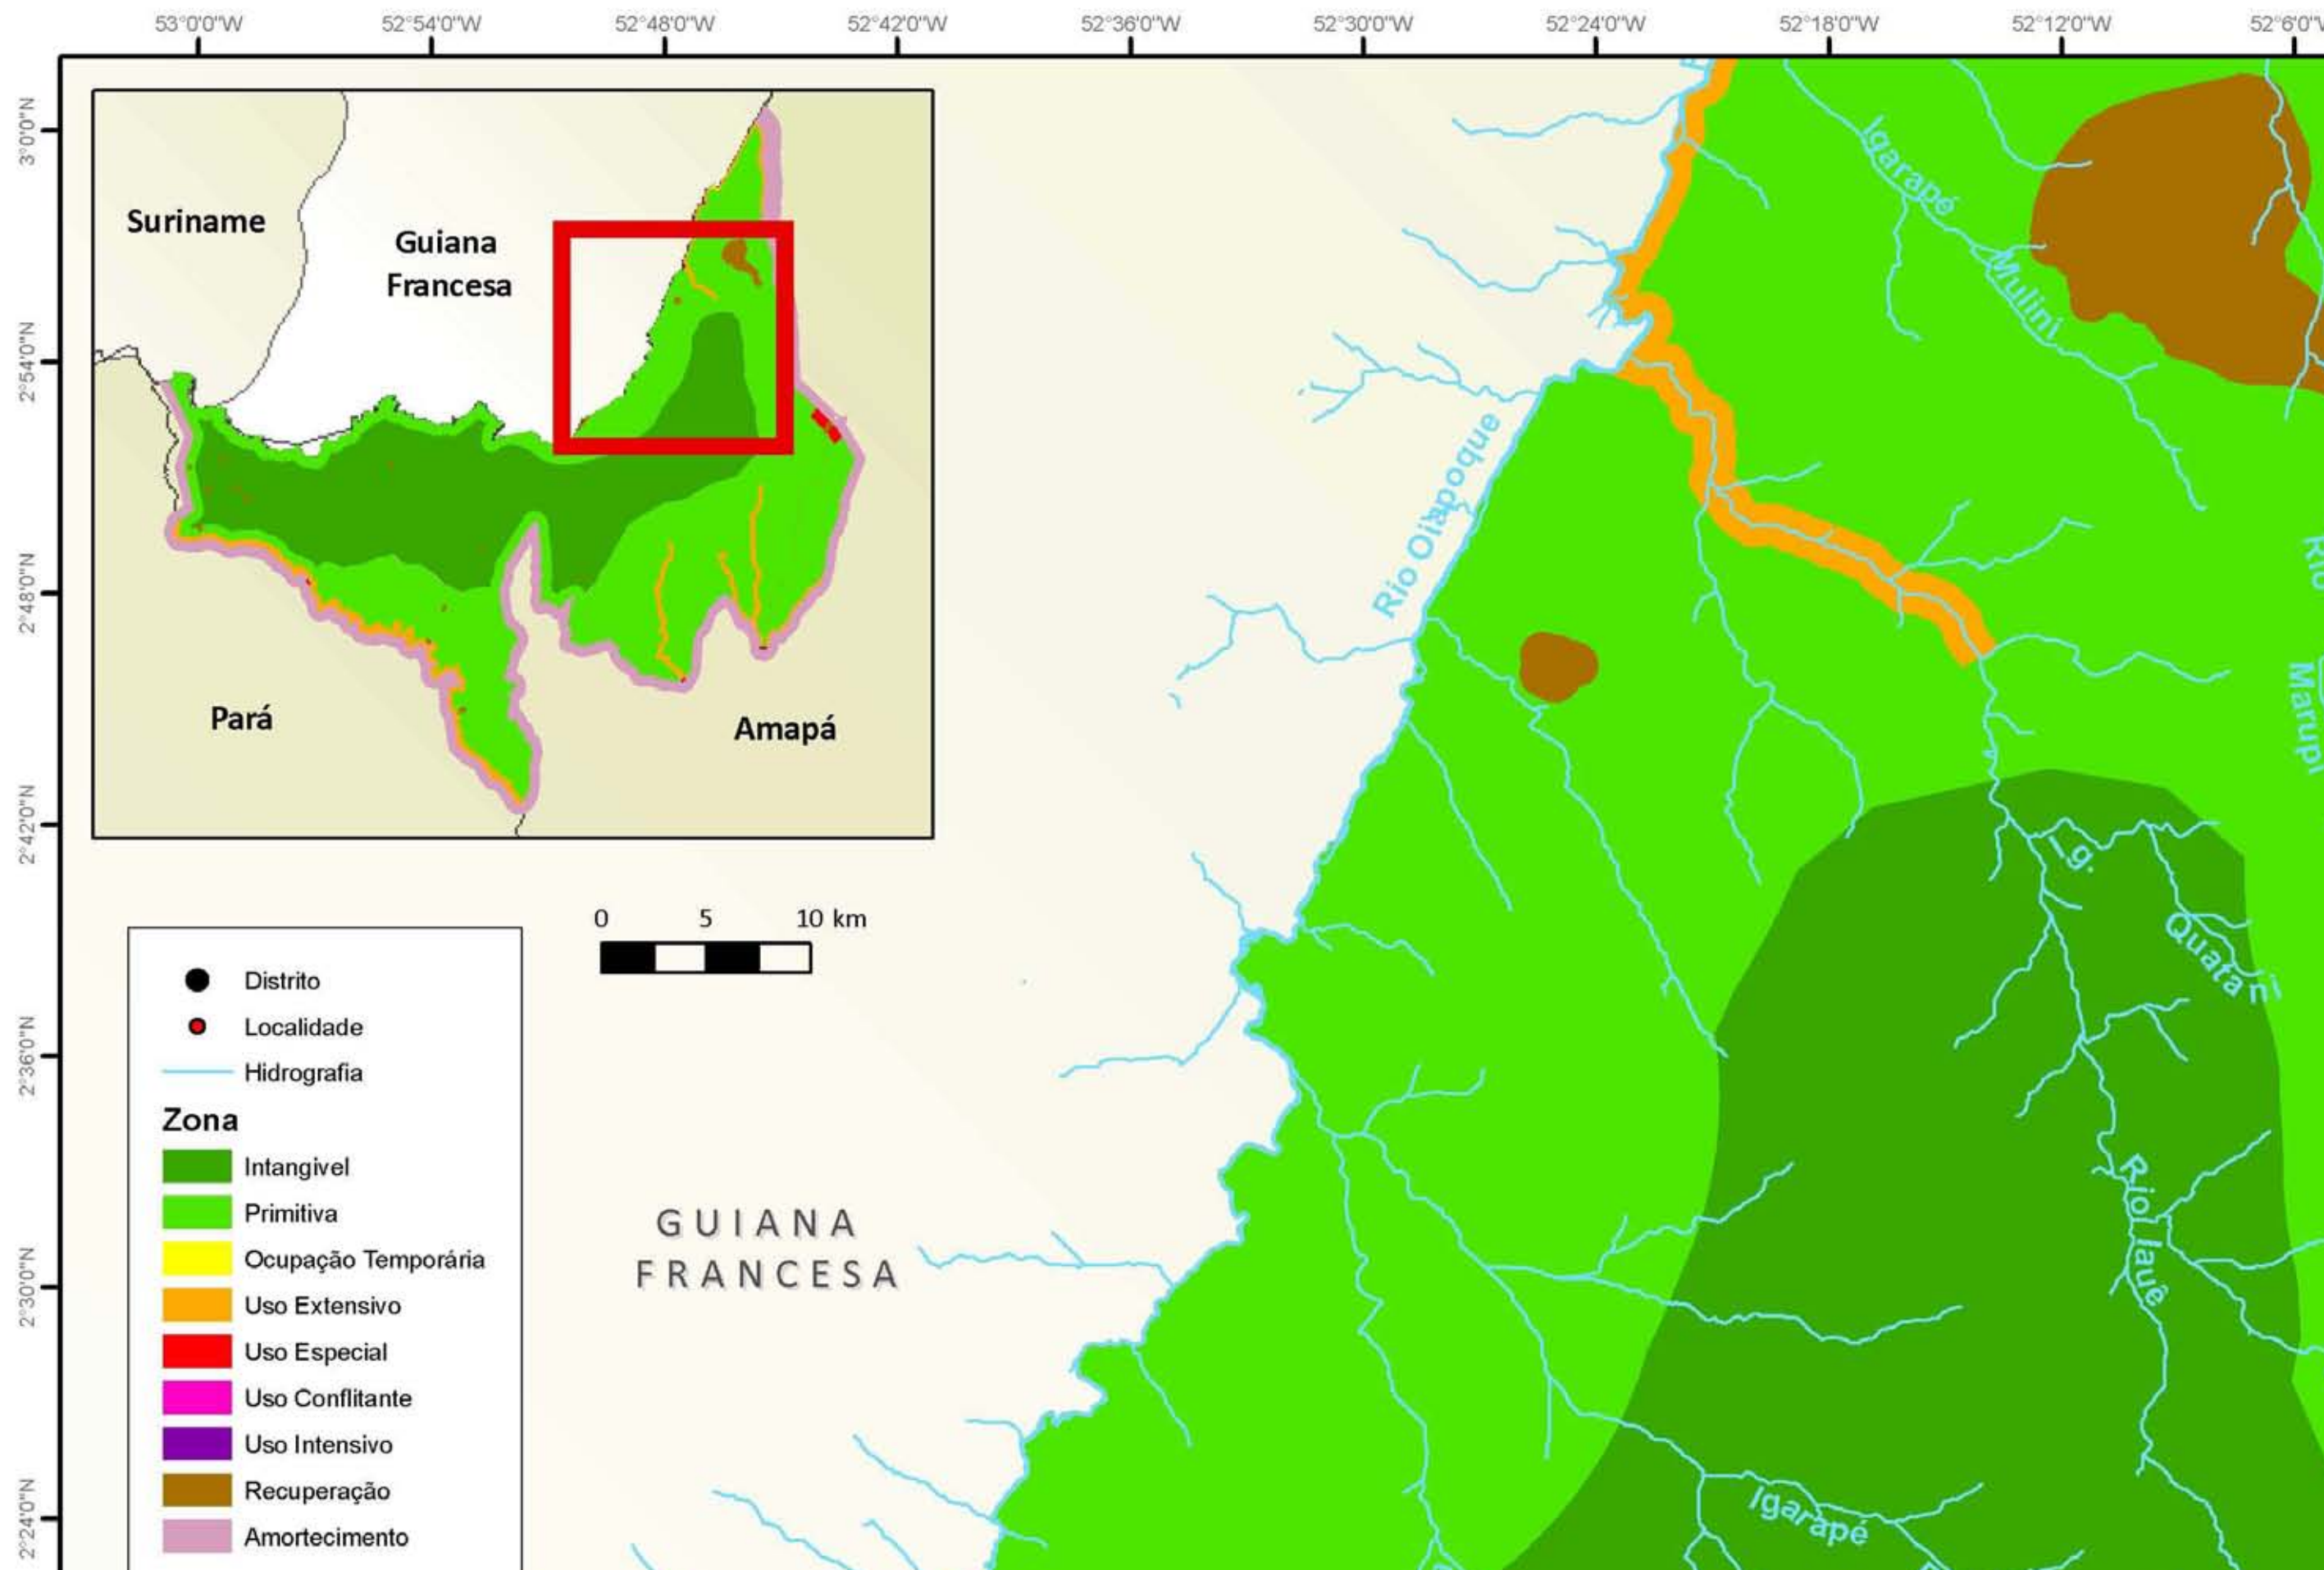 53°0'0"W 52°54'0"W 52°48'0"W 52°42'0"W 52°36'0"W 52°30'0"W 52°24'0"W 52°18'0"W 52°12'0"W 52°6'0"W
3°0'0"N
2°54'0"N
2°48'0"N
2°42'0"N
2°36'0"N
2°30'0"N
2°24'0"N
Suriname
Guiana
Francesa
Pará
Amapá
0 5 10 km
Distrito
Localidade
Hidrografia
Zona
Intangivel
Primitiva
Ocupação Temporária
Uso Extensivo
Uso Especial
Uso Conflitante
Uso Intensivo
Recuperação
Amortecimento
GUIANA
FRANCESA
Igarapé
Mulini
Rio Oiapoque
Rio
Marupi
Ig.
Quatani
Rio Iauê
Igarapé